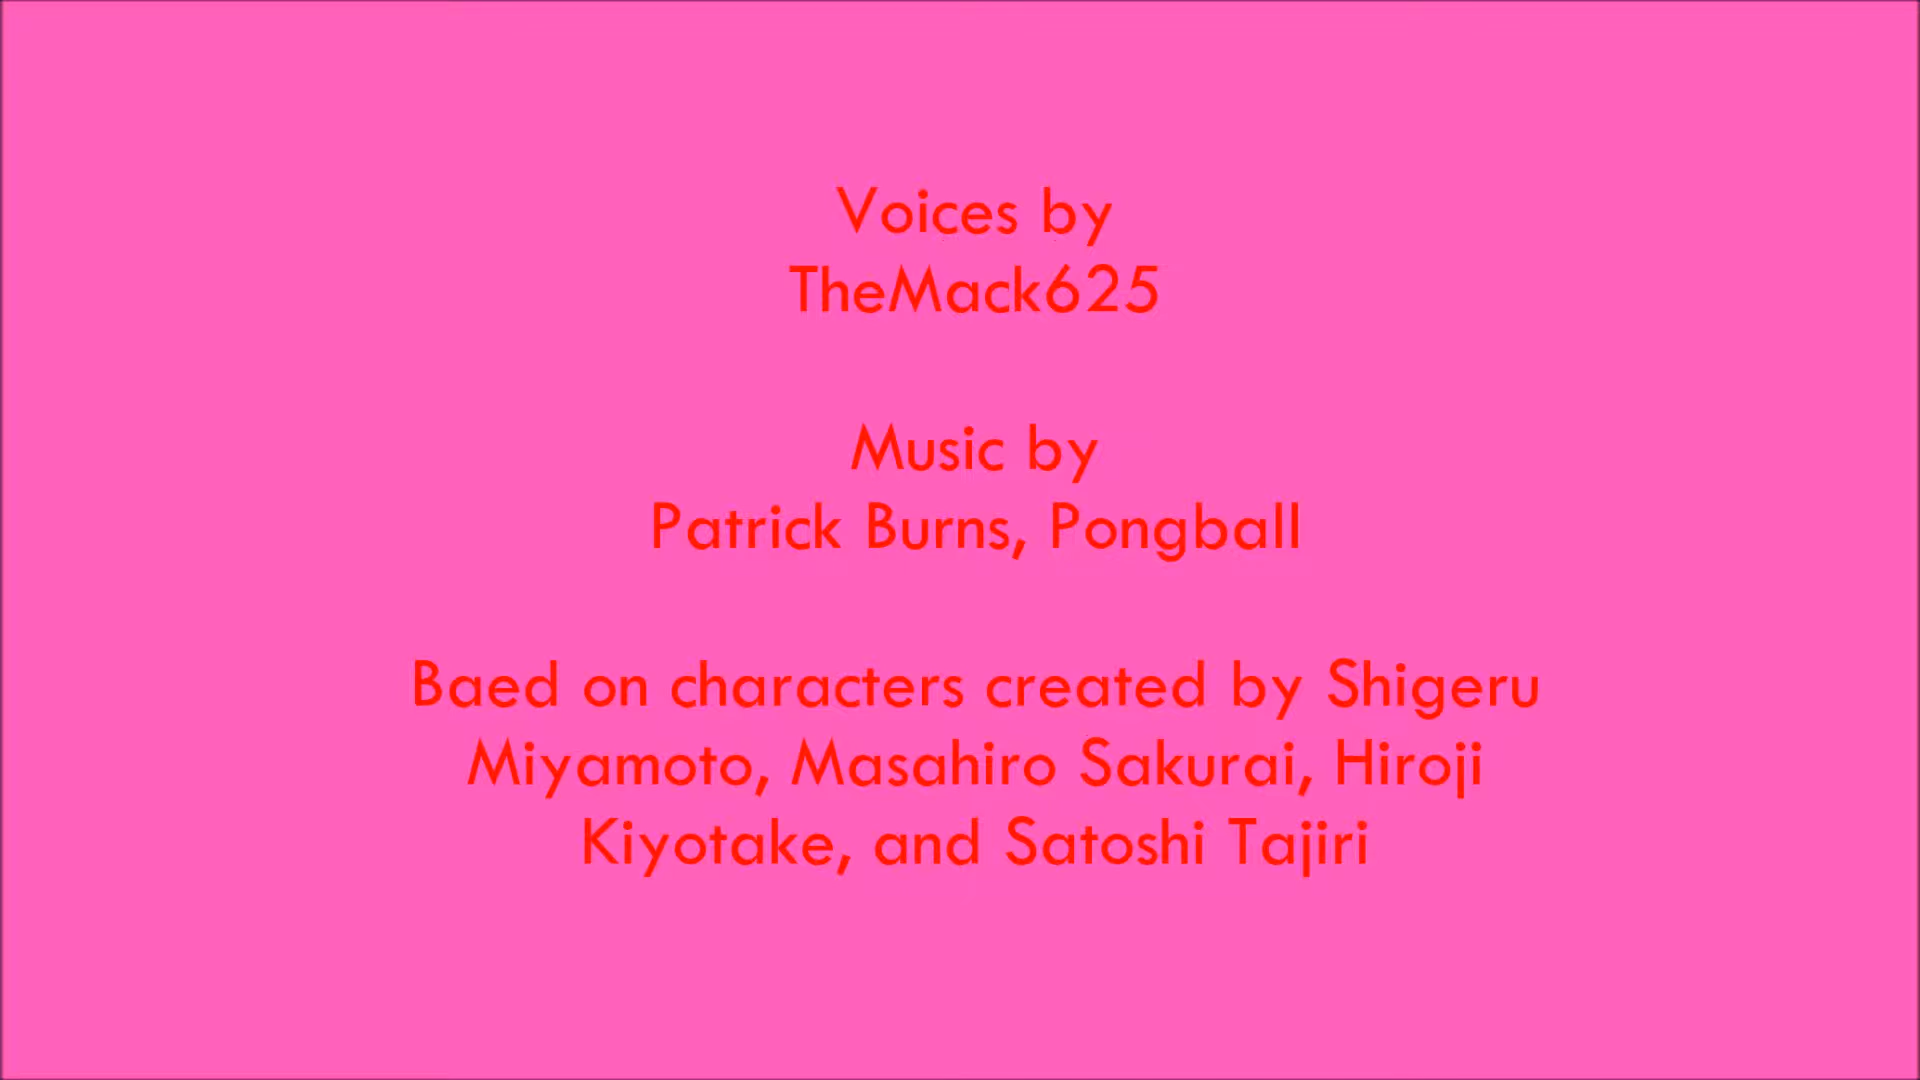 Voices by
TheMack625
Music by
Patrick Burns, Pongball
Baed on characters created by Shigeru
Miyamoto, Masahiro Sakurai, Hiroji
Kiyotake, and Satoshi Tajiri